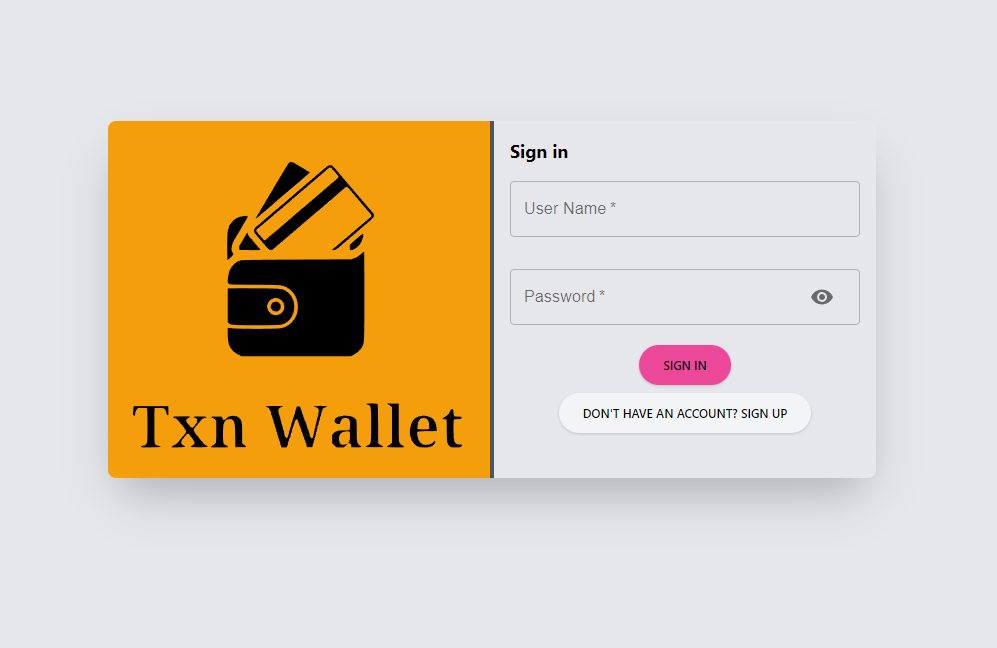 Txn Wallet
Sign in
User Name *
Password *
SIGN IN
DON'T HAVE AN ACCOUNT? SIGN UP